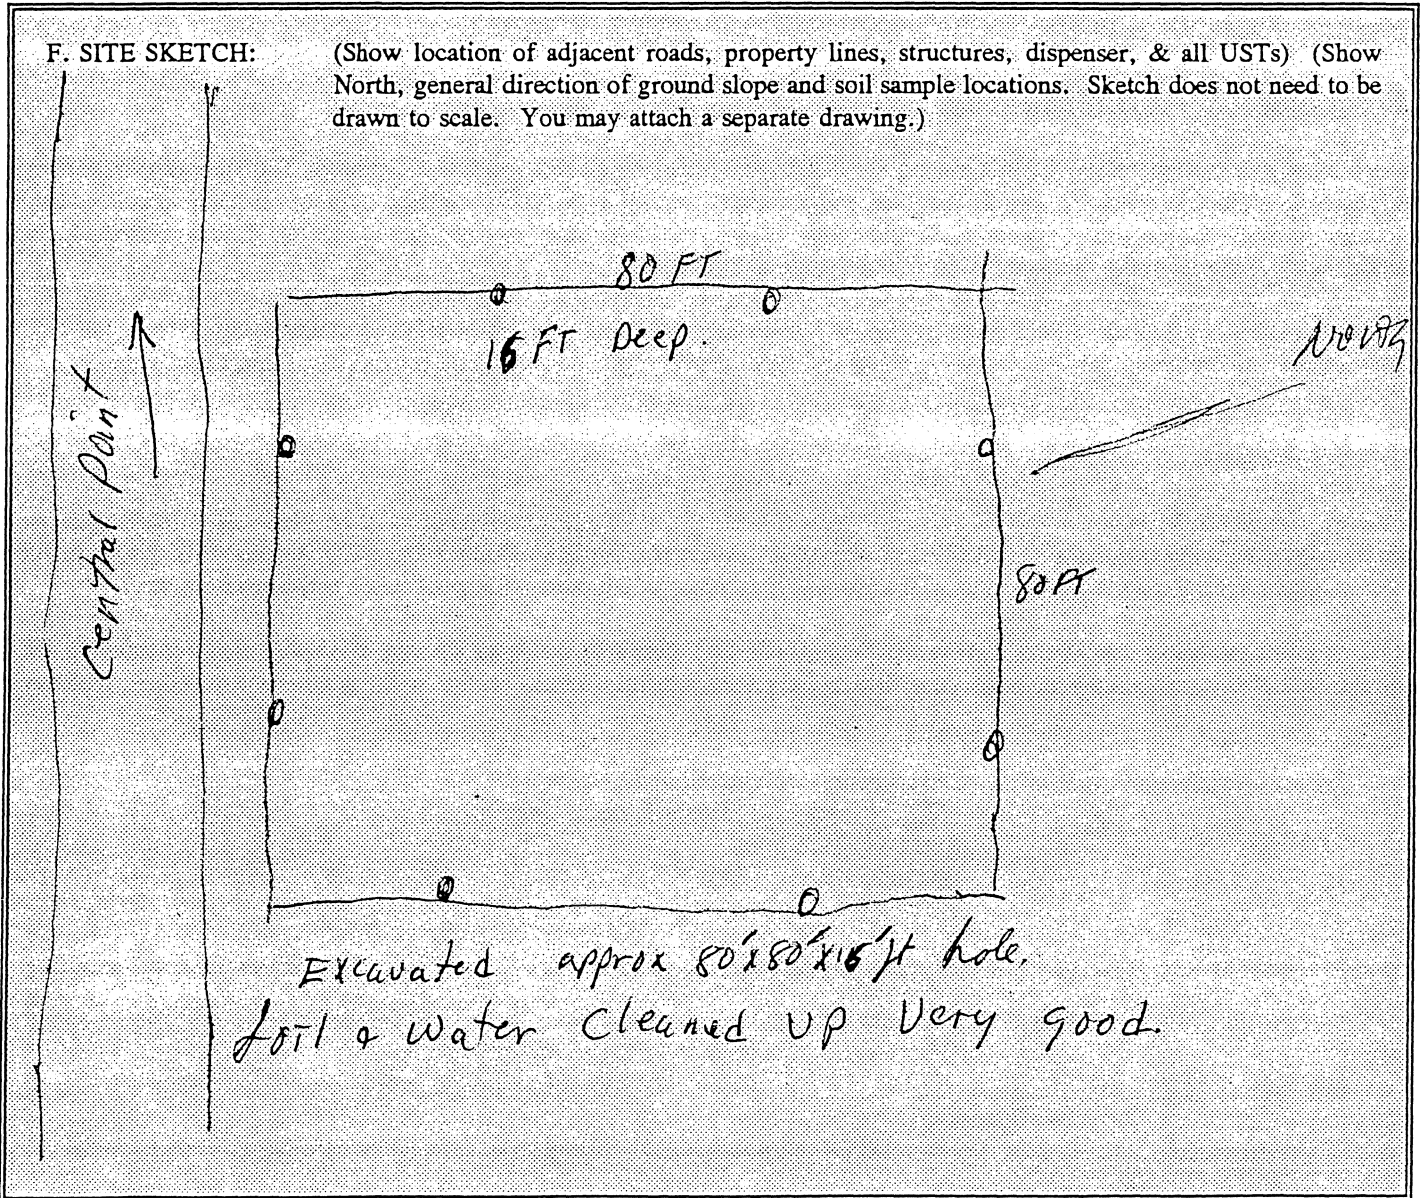 F. SITE SKETCH: (Show location of adjacent roads, property lines, structures, dispenser, & all USTs) (Show
North, general direction of ground slope and soil sample locations. Sketch does not need to be
drawn to scale. You may attach a separate drawing.)
80 FT
16 FT Deep.
North
Central Point
80 FT
Excavated approx 80'x80'x16' ft hole.
Soil & Water Cleaned up Very good.